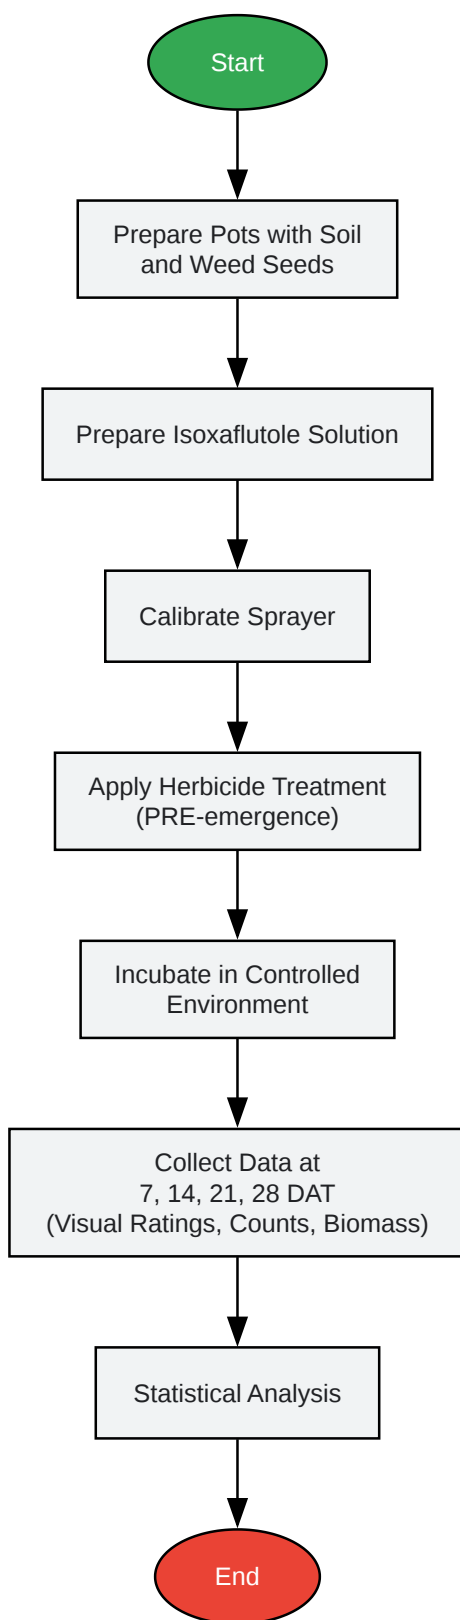 Start
Prepare Pots with Soil
and Weed Seeds
Prepare Isoxaflutole Solution
Calibrate Sprayer
Apply Herbicide Treatment
(PRE-emergence)
Incubate in Controlled
Environment
Collect Data at
7, 14, 21, 28 DAT
(Visual Ratings, Counts, Biomass)
Statistical Analysis
End